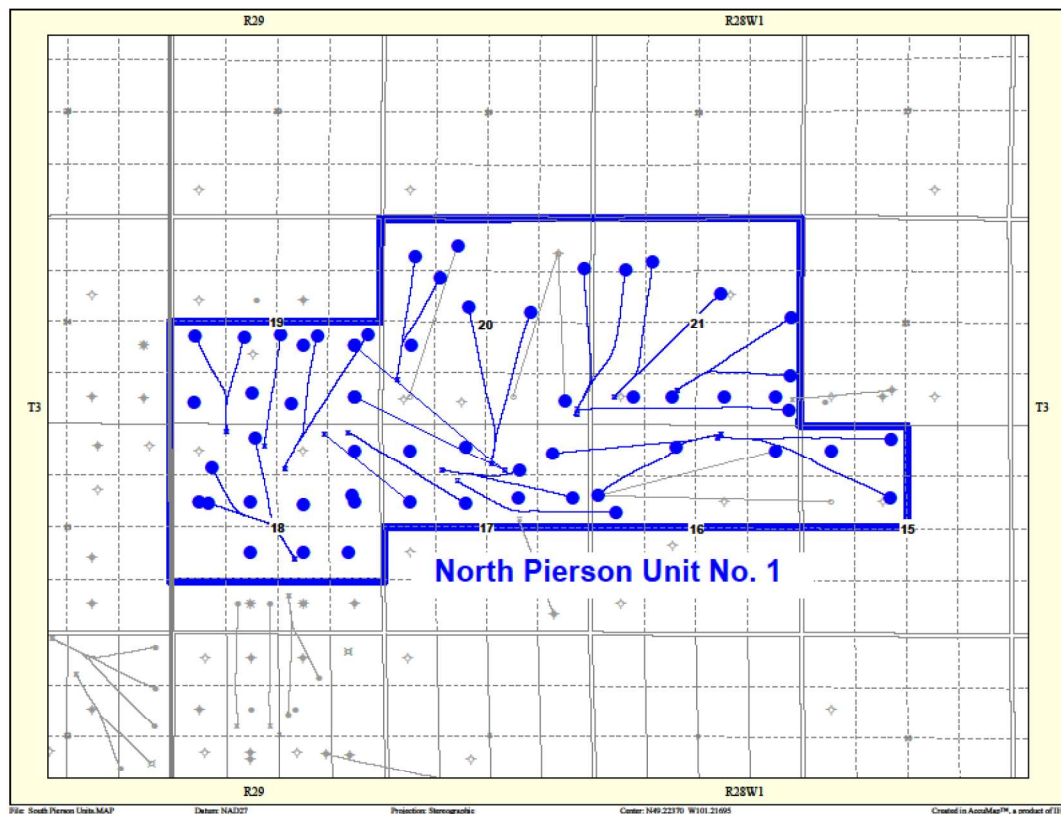 R29 R28W1
19 20 21
T3 T3
18 17 16 15
North Pierson Unit No. 1
R29 R28W1
File: South Pierson Units.MAP Datum: NAD27 Projection: Stereographic Center: N49.22370 W101.21695 Created in AccuMap™, a product of